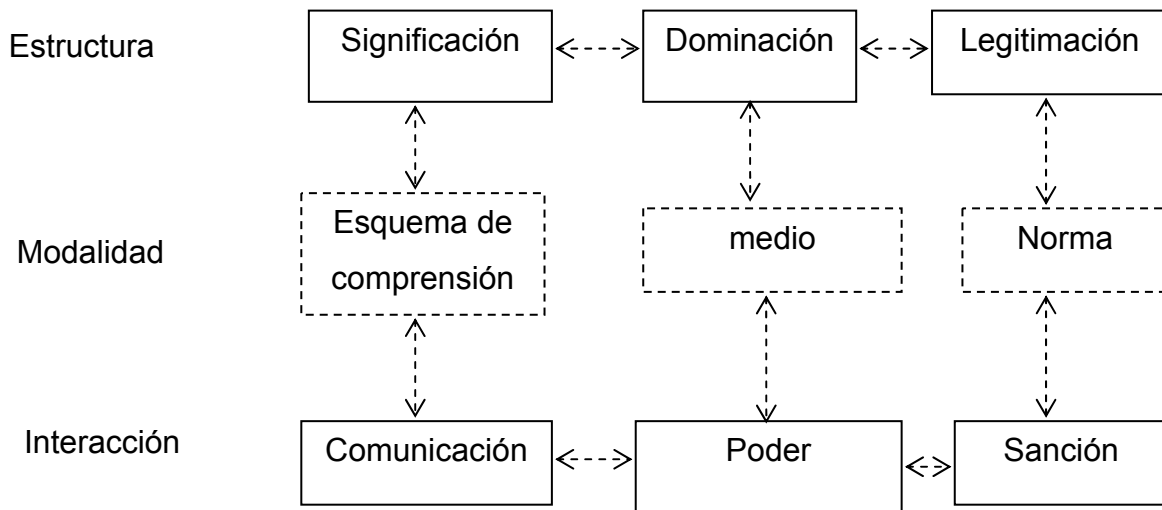 Estructura
Significación
Dominación
Legitimación
Modalidad
Esquema de
comprensión
medio
Norma
Interacción
Comunicación
Poder
Sanción